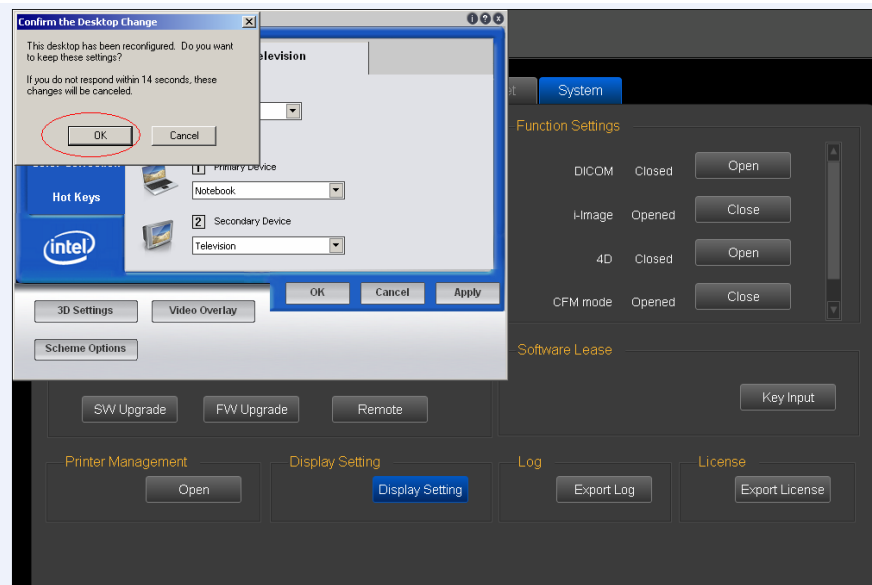 Confirm the Desktop Change
This desktop has been reconfigured. Do you want
to keep these settings?
If you do not respond within 14 seconds, these
changes will be canceled.
OK
Cancel
Hot Keys
intel
1 Primary Device
Notebook
2 Secondary Device
Television
OK
Cancel
Apply
3D Settings
Video Overlay
Scheme Options
System
Function Settings
DICOM Closed Open
i-Image Opened Close
4D Closed Open
CFM mode Opened Close
Software Lease
Key Input
SW Upgrade
FW Upgrade
Remote
Printer Management
Open
Display Setting
Display Setting
Log
Export Log
License
Export License